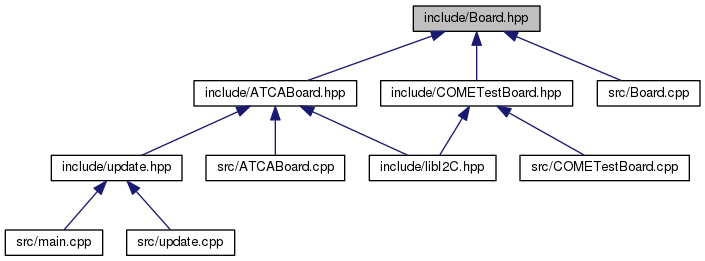 include/Board.hpp
include/ATCABoard.hpp
include/COMETestBoard.hpp
src/Board.cpp
include/update.hpp
src/ATCABoard.cpp
include/libI2C.hpp
src/COMETestBoard.cpp
src/main.cpp
src/update.cpp